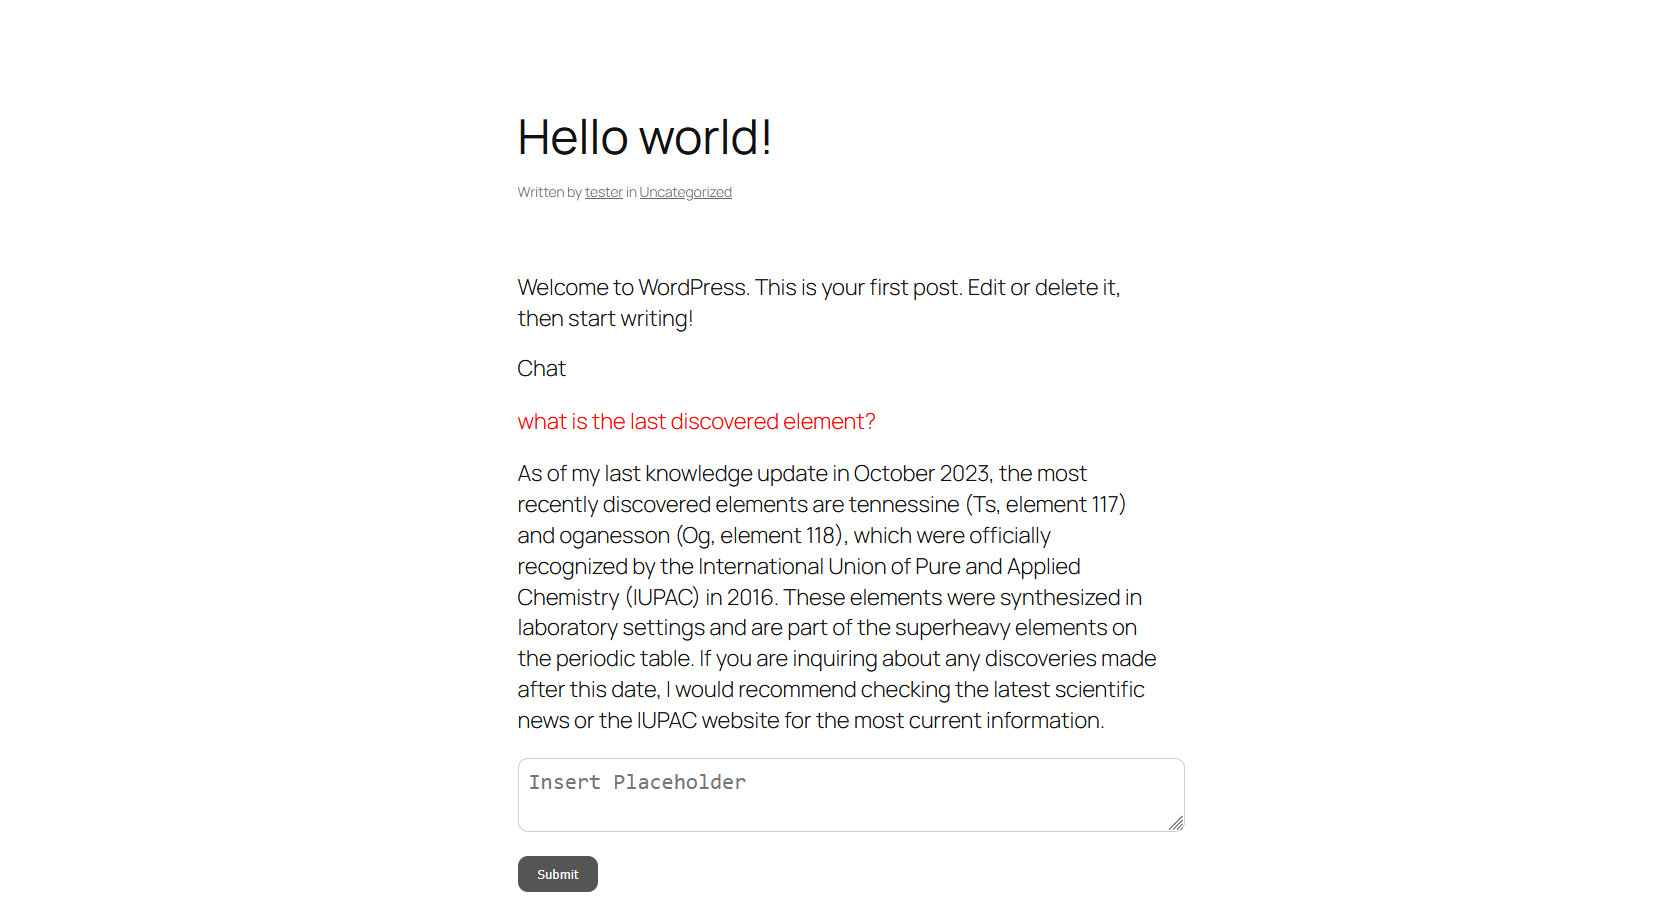 Hello world!
Written by tester in Uncategorized
Welcome to WordPress. This is your first post. Edit or delete it,
then start writing!
Chat
what is the last discovered element?
As of my last knowledge update in October 2023, the most
recently discovered elements are tennessine (Ts, element 117)
and oganesson (Og, element 118), which were officially
recognized by the International Union of Pure and Applied
Chemistry (IUPAC) in 2016. These elements were synthesized in
laboratory settings and are part of the superheavy elements on
the periodic table. If you are inquiring about any discoveries made
after this date, I would recommend checking the latest scientific
news or the IUPAC website for the most current information.
Insert Placeholder
Submit